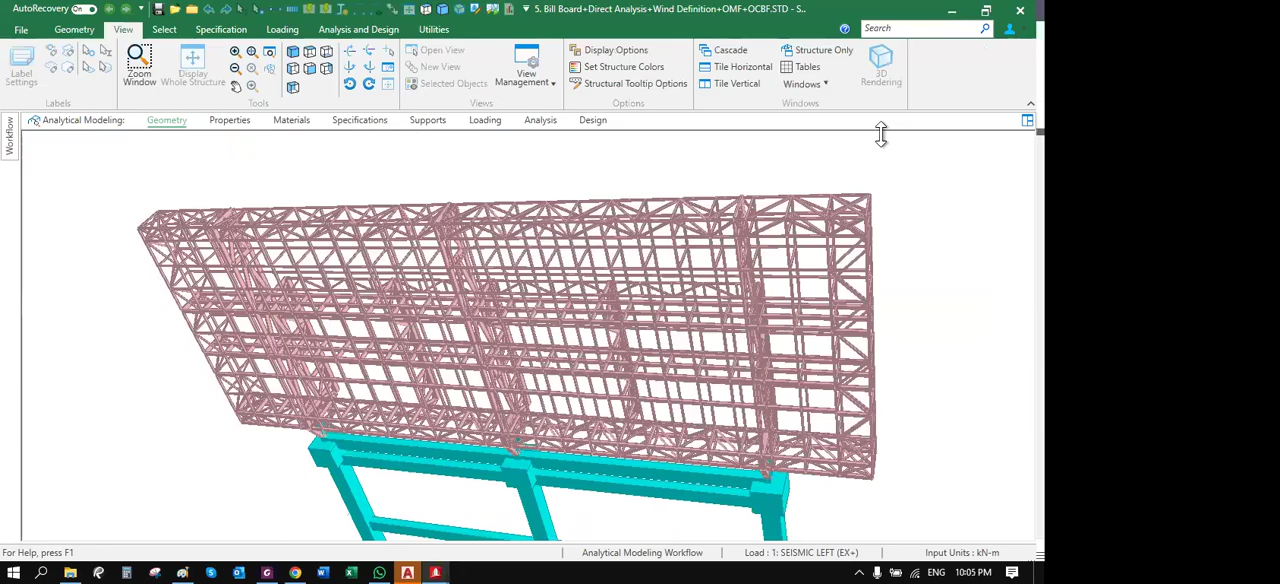 AutoRecovery On 5. Bill Board+Direct Analysis+Wind Definition+OMF+OCBF.STD - S..
File Geometry View Select Specification Loading Analysis and Design Utilities Search
Label Settings
Labels
Zoom Window
Display Whole Structure
Tools
Open View
New View
Selected Objects
View Management
Views
Display Options
Set Structure Colors
Structural Tooltip Options
Options
Cascade
Tile Horizontal
Tile Vertical
Structure Only
Tables
Windows
Windows
3D Rendering
Workflow
Analytical Modeling: Geometry Properties Materials Specifications Supports Loading Analysis Design
For Help, press F1 Analytical Modeling Workflow Load : 1: SEISMIC LEFT (EX+) Input Units : kN-m
ENG 10:05 PM